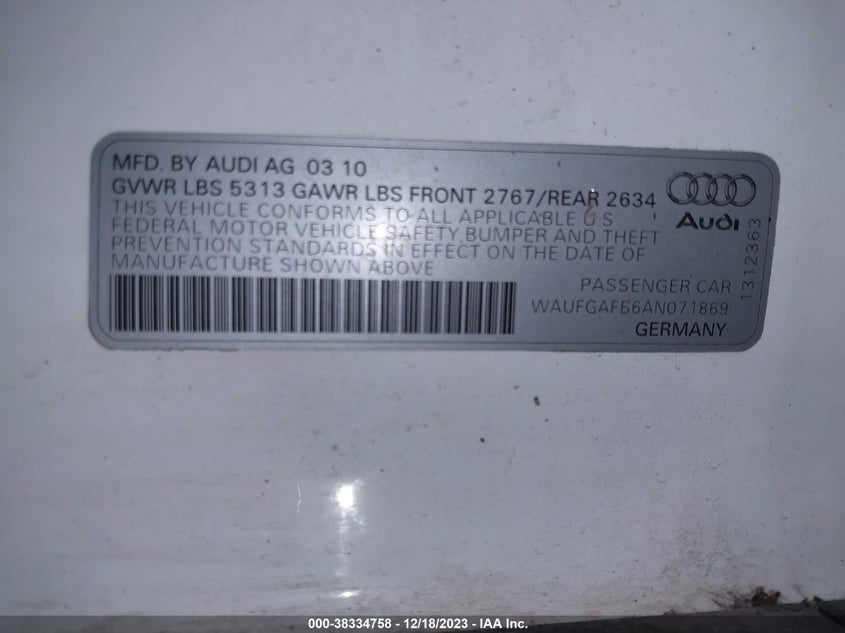 MFD. BY AUDI AG 03 10
GVWR LBS 5313 GAWR LBS FRONT 2767/REAR 2634
THIS VEHICLE CONFORMS TO ALL APPLICABLE U S
FEDERAL MOTOR VEHICLE SAFETY BUMPER AND THEFT
PREVENTION STANDARDS IN EFFECT ON THE DATE OF
MANUFACTURE SHOWN ABOVE
Audi
1312363
PASSENGER CAR
WAUFGAFB6AN071869
GERMANY
000-38334758 - 12/18/2023 - IAA Inc.